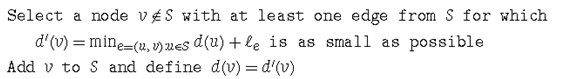 Select a node v ∉ S with at least one edge from S for which
d′(v) = min_{e=(u,v):u∈S} d(u) + ℓ_e is as small as possible
Add v to S and define d(v) = d′(v)